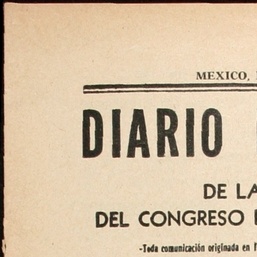 MEXICO,
DIARIO
DE LA
DEL CONGRESO
-Toda comunicación originada en